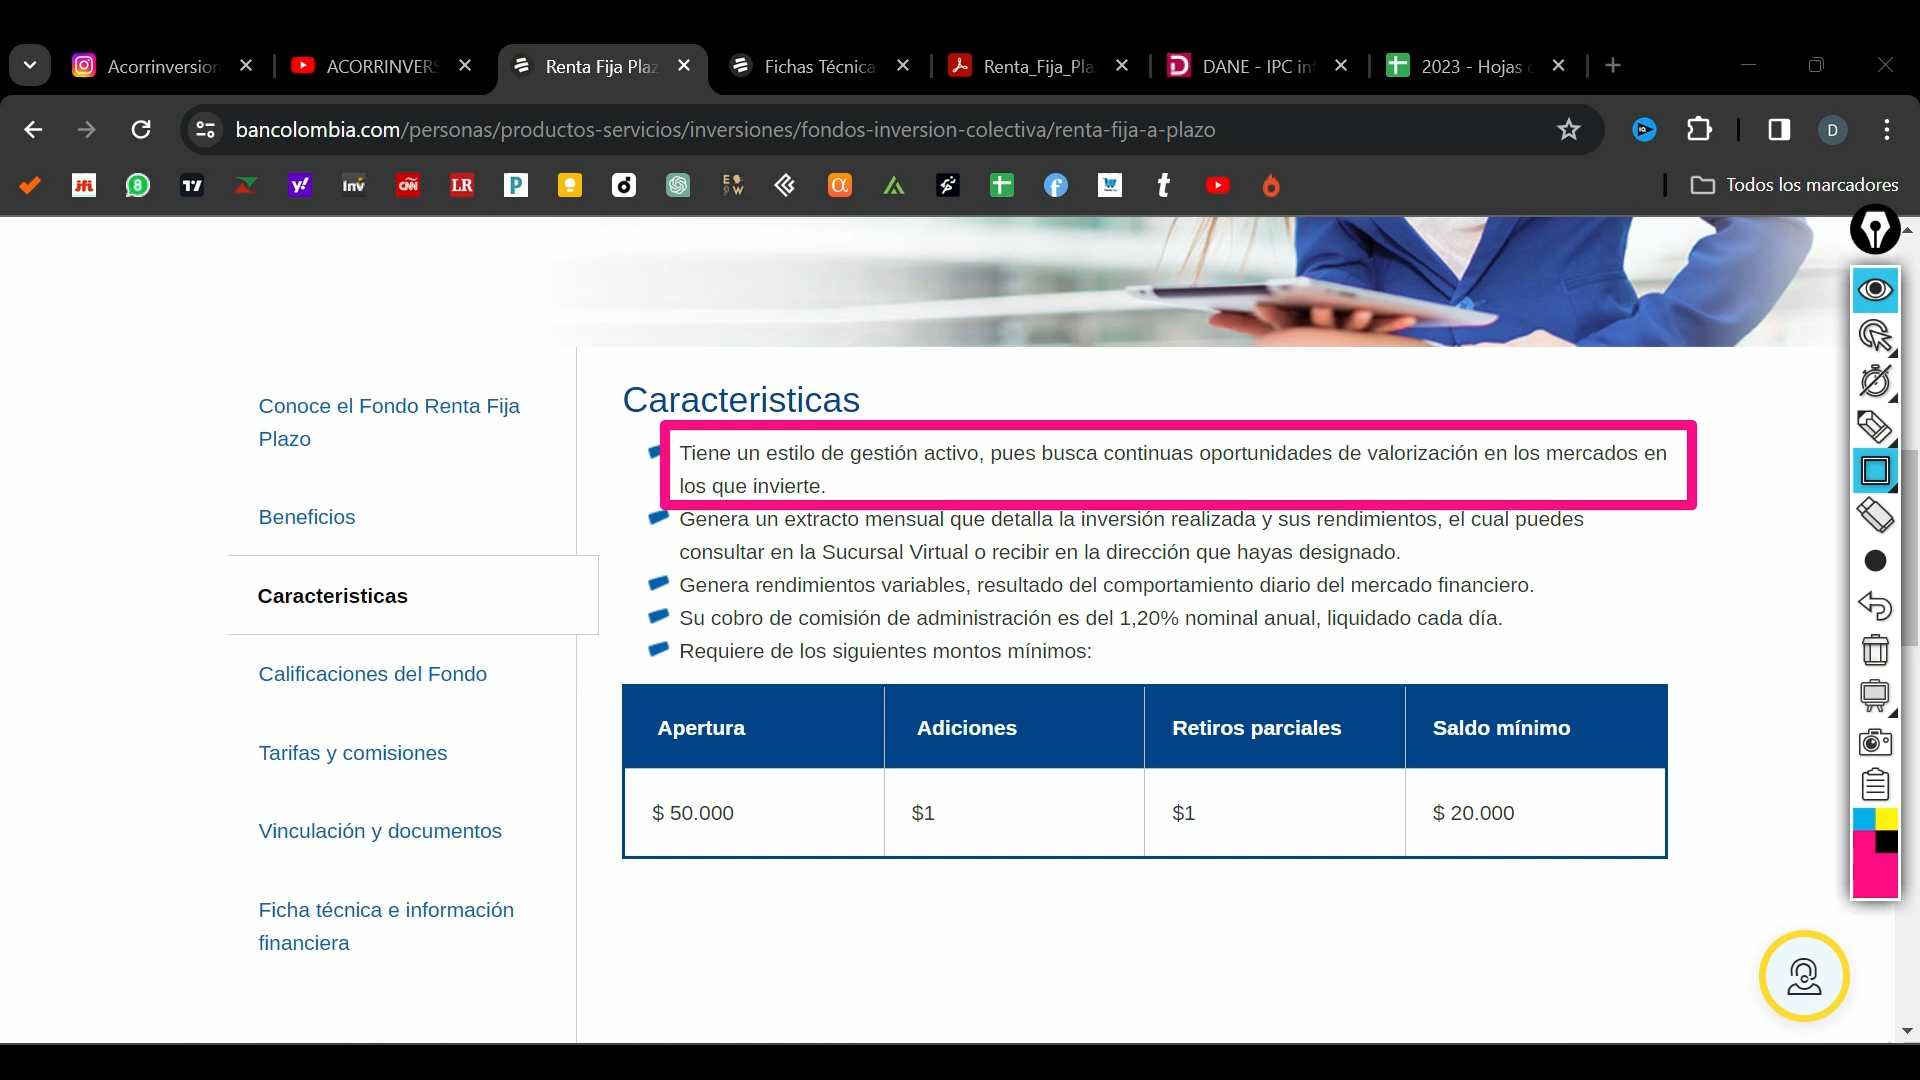 Acorrinversion
ACORRINVERS
Renta Fija Plaz
Fichas Técnica
Renta_Fija_Pla
DANE - IPC in
2023 - Hojas
bancolombia.com/personas/productos-servicios/inversiones/fondos-inversion-colectiva/renta-fija-a-plazo
D
Todos los marcadores
Conoce el Fondo Renta Fija
Plazo
Beneficios
Caracteristicas
Calificaciones del Fondo
Tarifas y comisiones
Vinculación y documentos
Ficha técnica e información
financiera
Caracteristicas
Tiene un estilo de gestión activo, pues busca continuas oportunidades de valorización en los mercados en
los que invierte.
Genera un extracto mensual que detalla la inversión realizada y sus rendimientos, el cual puedes
consultar en la Sucursal Virtual o recibir en la dirección que hayas designado.
Genera rendimientos variables, resultado del comportamiento diario del mercado financiero.
Su cobro de comisión de administración es del 1,20% nominal anual, liquidado cada día.
Requiere de los siguientes montos mínimos:
Apertura Adiciones Retiros parciales Saldo mínimo
$ 50.000 $1 $1 $ 20.000